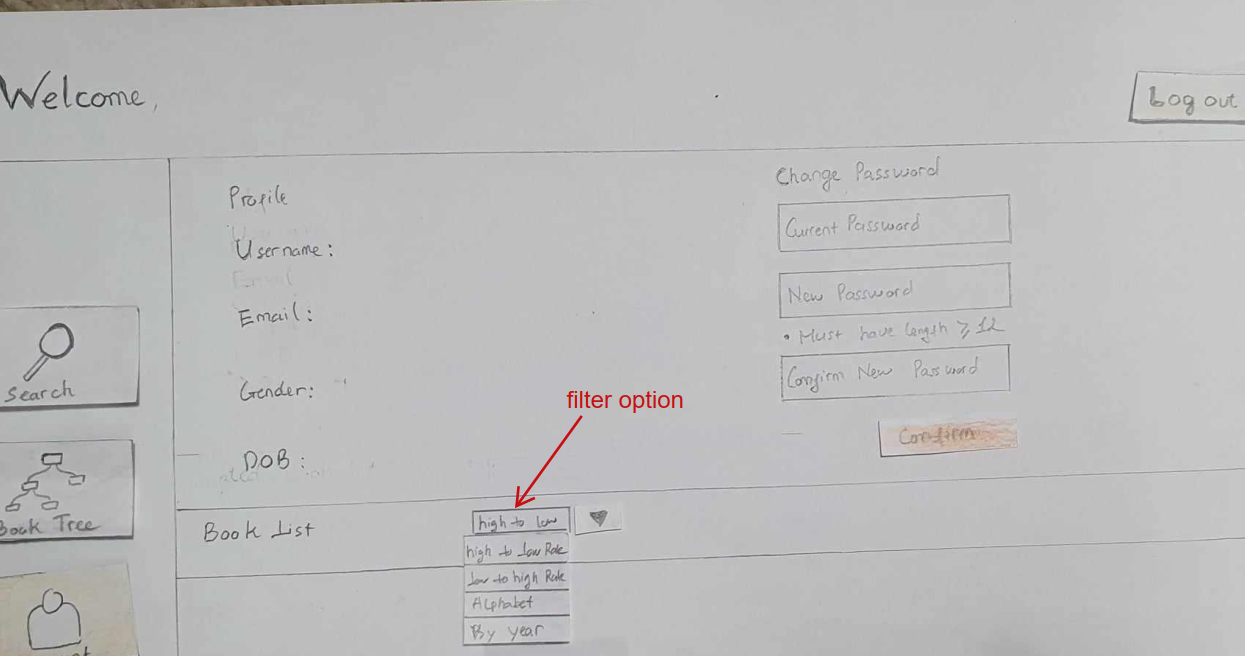 Welcome,
Log out
Profile
Username:
Email
Email:
Gender:
DOB:
Change Password
Current Password
New Password
• Must have length ≥ 12
Confirm New Password
Confirm
Search
Book Tree
filter option
Book List
high to low
high to low Rate
low to high Rate
Alphabet
By year